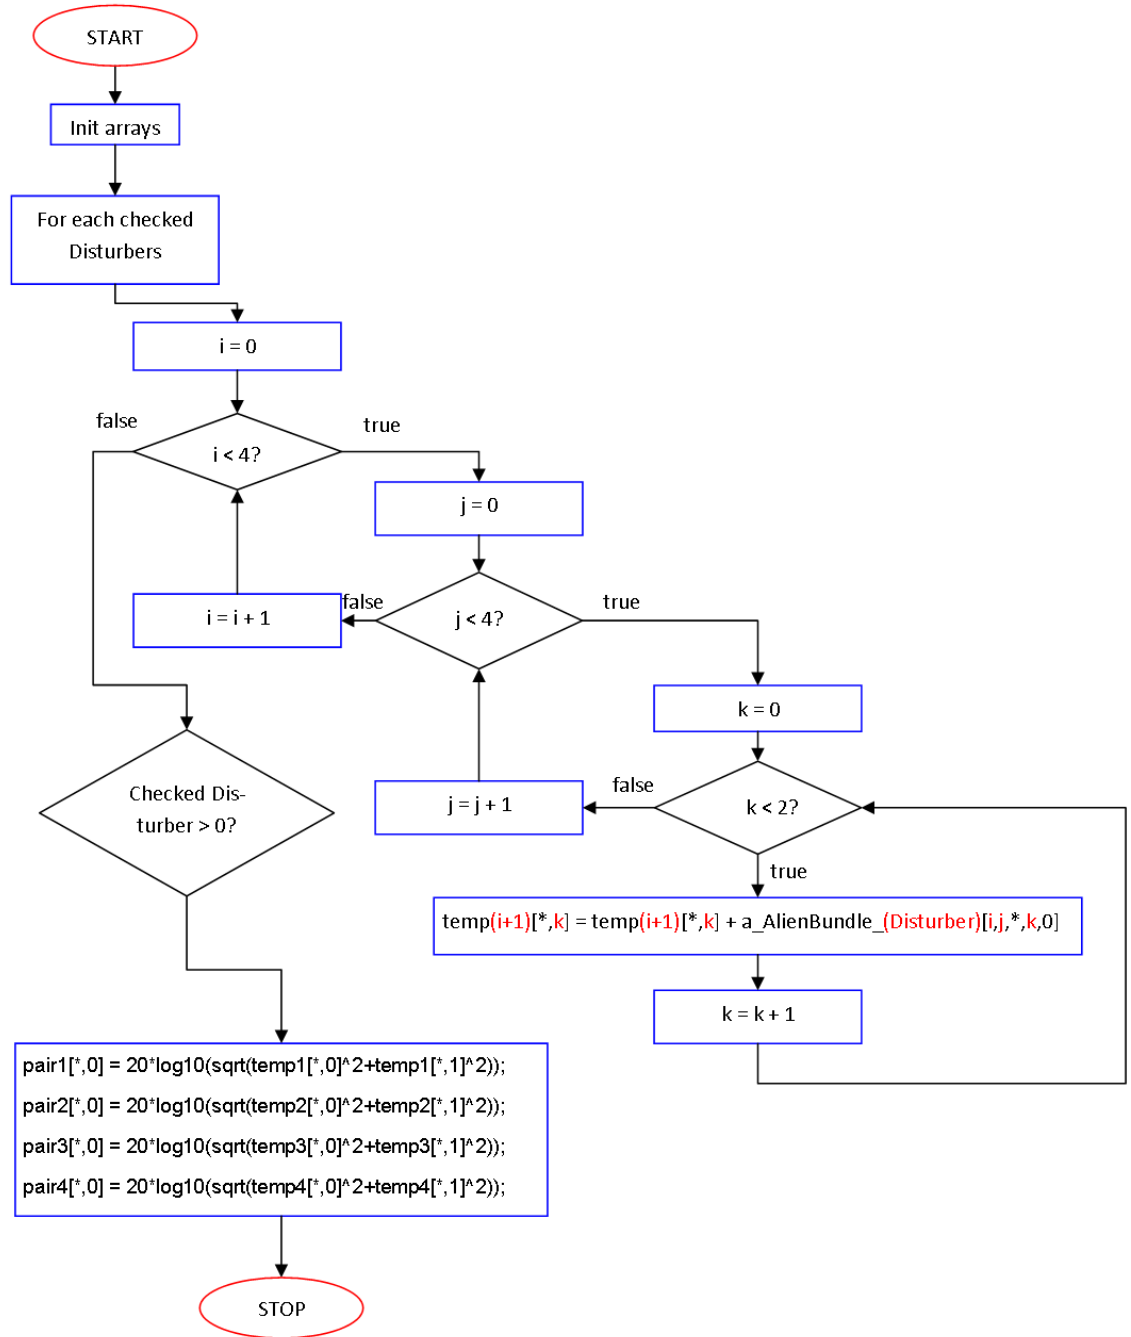 START
Init arrays
For each checked
Disturbers
i = 0
false
true
i < 4?
j = 0
i = i + 1
false
j < 4?
true
k = 0
Checked Dis-
turber > 0?
j = j + 1
false
k < 2?
true
temp(i+1)[*,k] = temp(i+1)[*,k] + a_AlienBundle_(Disturber)[i,j,*,k,0]
k = k + 1
pair1[*,0] = 20*log10(sqrt(temp1[*,0]^2+temp1[*,1]^2));
pair2[*,0] = 20*log10(sqrt(temp2[*,0]^2+temp2[*,1]^2));
pair3[*,0] = 20*log10(sqrt(temp3[*,0]^2+temp3[*,1]^2));
pair4[*,0] = 20*log10(sqrt(temp4[*,0]^2+temp4[*,1]^2));
STOP